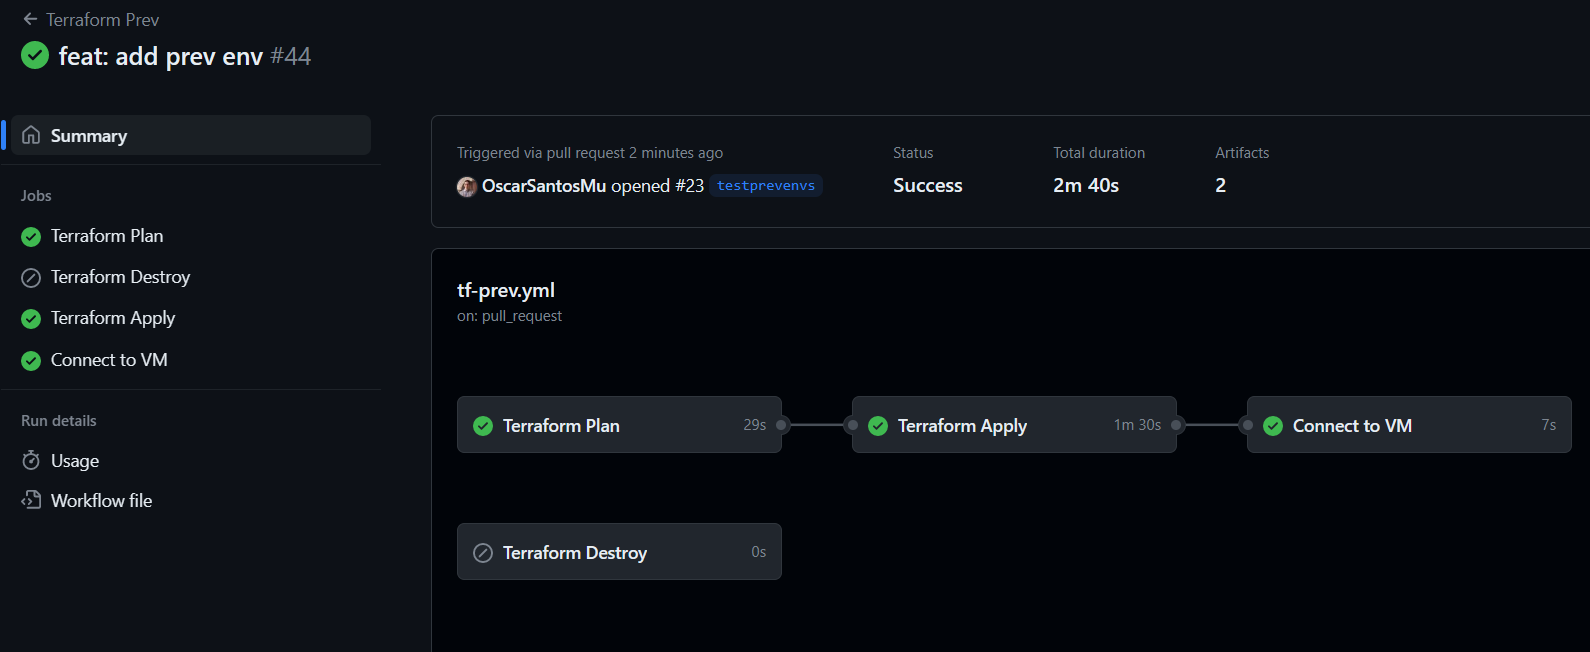 Terraform Prev
feat: add prev env #44
Summary
Jobs
Terraform Plan
Terraform Destroy
Terraform Apply
Connect to VM
Run details
Usage
Workflow file
Triggered via pull request 2 minutes ago
OscarSantosMu opened #23 testprevenvs
Status
Success
Total duration
2m 40s
Artifacts
2
tf-prev.yml
on: pull_request
Terraform Plan 29s
Terraform Apply 1m 30s
Connect to VM 7s
Terraform Destroy 0s